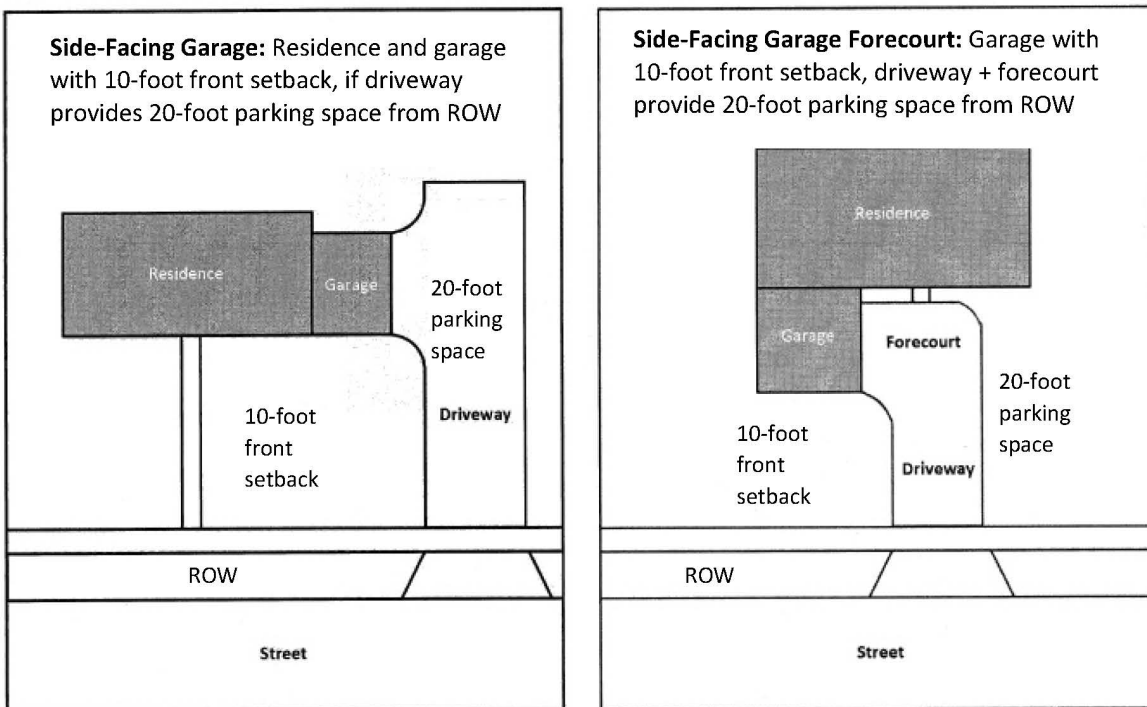 Side-Facing Garage: Residence and garage
with 10-foot front setback, if driveway
provides 20-foot parking space from ROW
Residence
Garage
20-foot
parking
space
10-foot
front
setback
Driveway
ROW
Street
Side-Facing Garage Forecourt: Garage with
10-foot front setback, driveway + forecourt
provide 20-foot parking space from ROW
Residence
Garage
Forecourt
20-foot
parking
space
10-foot
front
setback
Driveway
ROW
Street